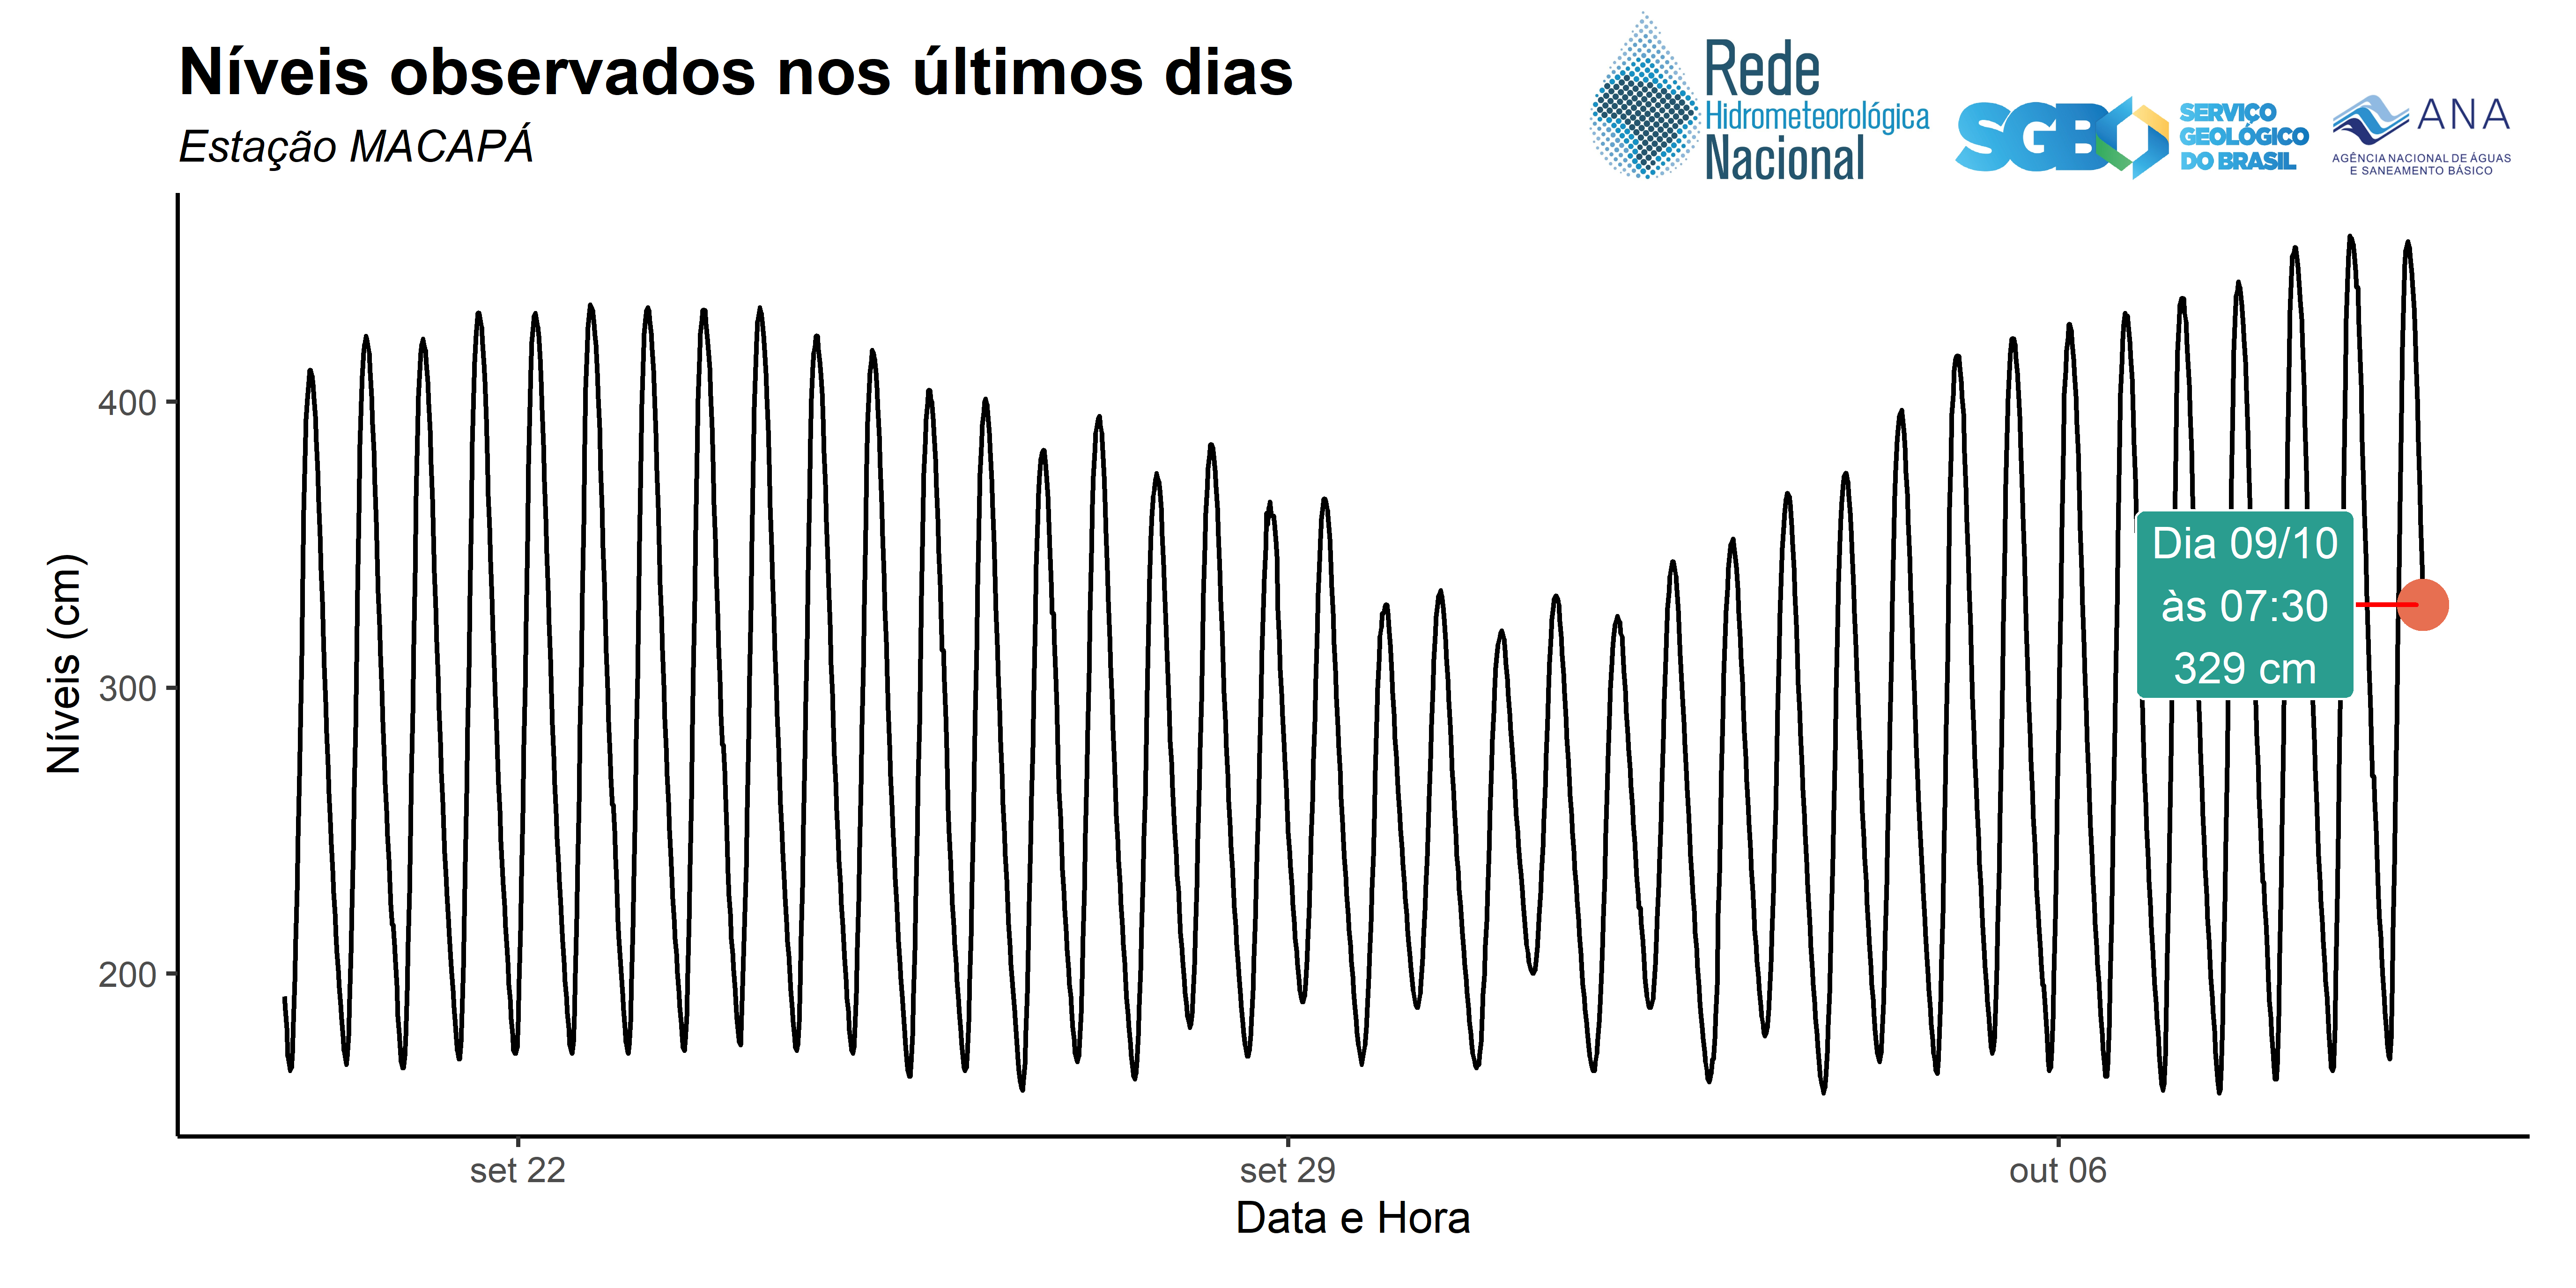 Níveis observados nos últimos dias
Estação MACAPÁ
Rede
Hidrometeorológica
Nacional
SGB
SERVIÇO
GEOLÓGICO
DO BRASIL
ANA
AGÊNCIA NACIONAL DE ÁGUAS
E SANEAMENTO BÁSICO
Níveis (cm)
400
300
200
Dia 09/10
às 07:30
329 cm
set 22
set 29
out 06
Data e Hora